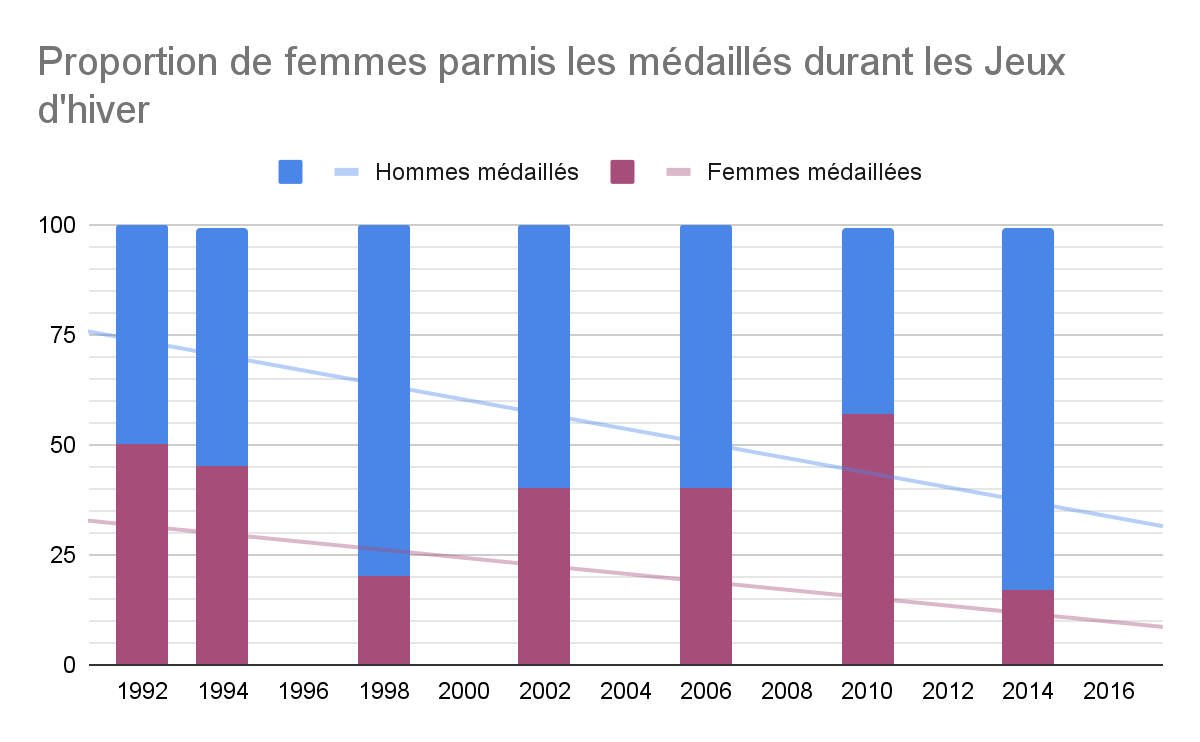 Proportion de femmes parmis les médaillés durant les Jeux
d'hiver
Hommes médaillés Femmes médaillées
100
75
50
25
0
1992 1994 1996 1998 2000 2002 2004 2006 2008 2010 2012 2014 2016